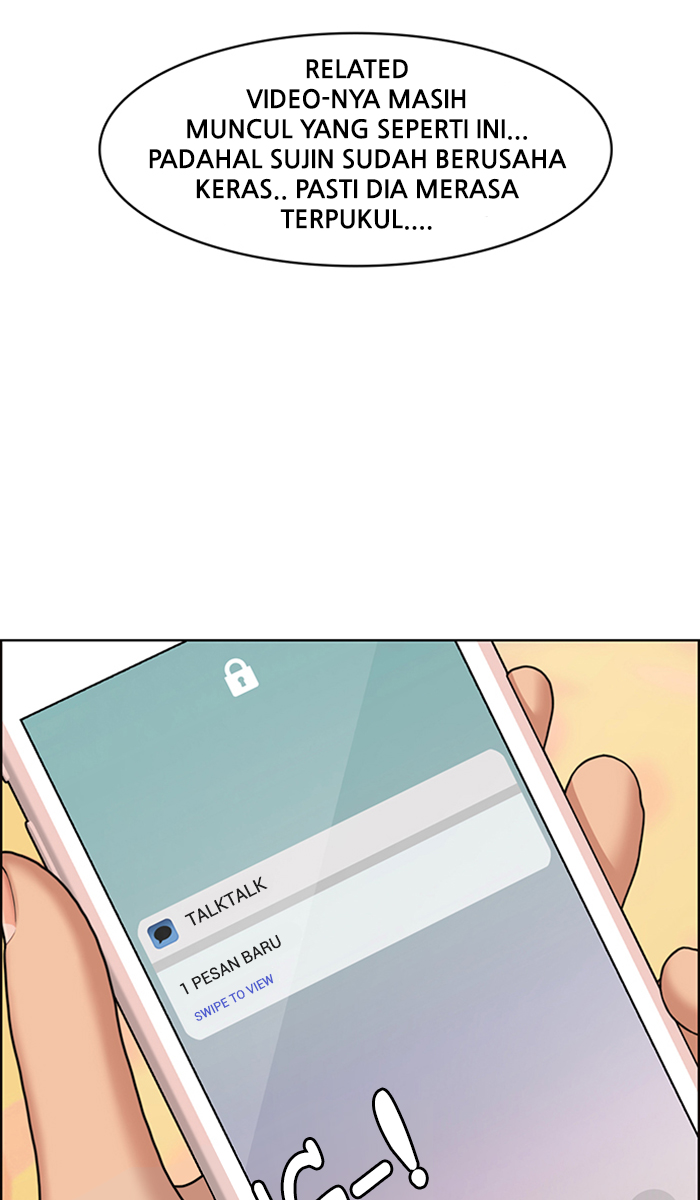 RELATED
VIDEO-NYA MASIH
MUNCUL YANG SEPERTI INI...
PADAHAL SUJIN SUDAH BERUSAHA
KERAS.. PASTI DIA MERASA
TERPUKUL....
TALKTALK
1 PESAN BARU
SWIPE TO VIEW